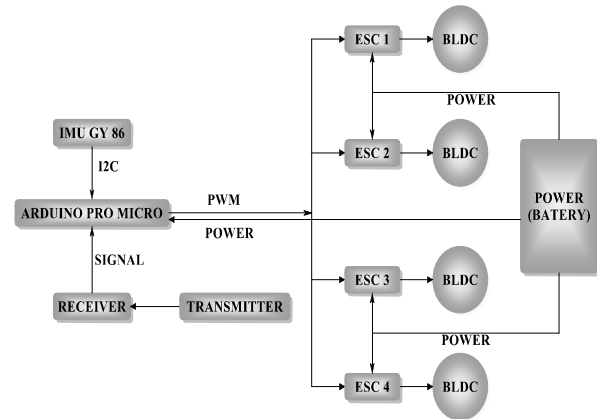 ESC 1
BLDC
POWER
IMU GY 86
I2C
ESC 2
BLDC
ARDUINO PRO MICRO
PWM
POWER
POWER
(BATERY)
SIGNAL
ESC 3
BLDC
RECEIVER
TRANSMITTER
POWER
ESC 4
BLDC